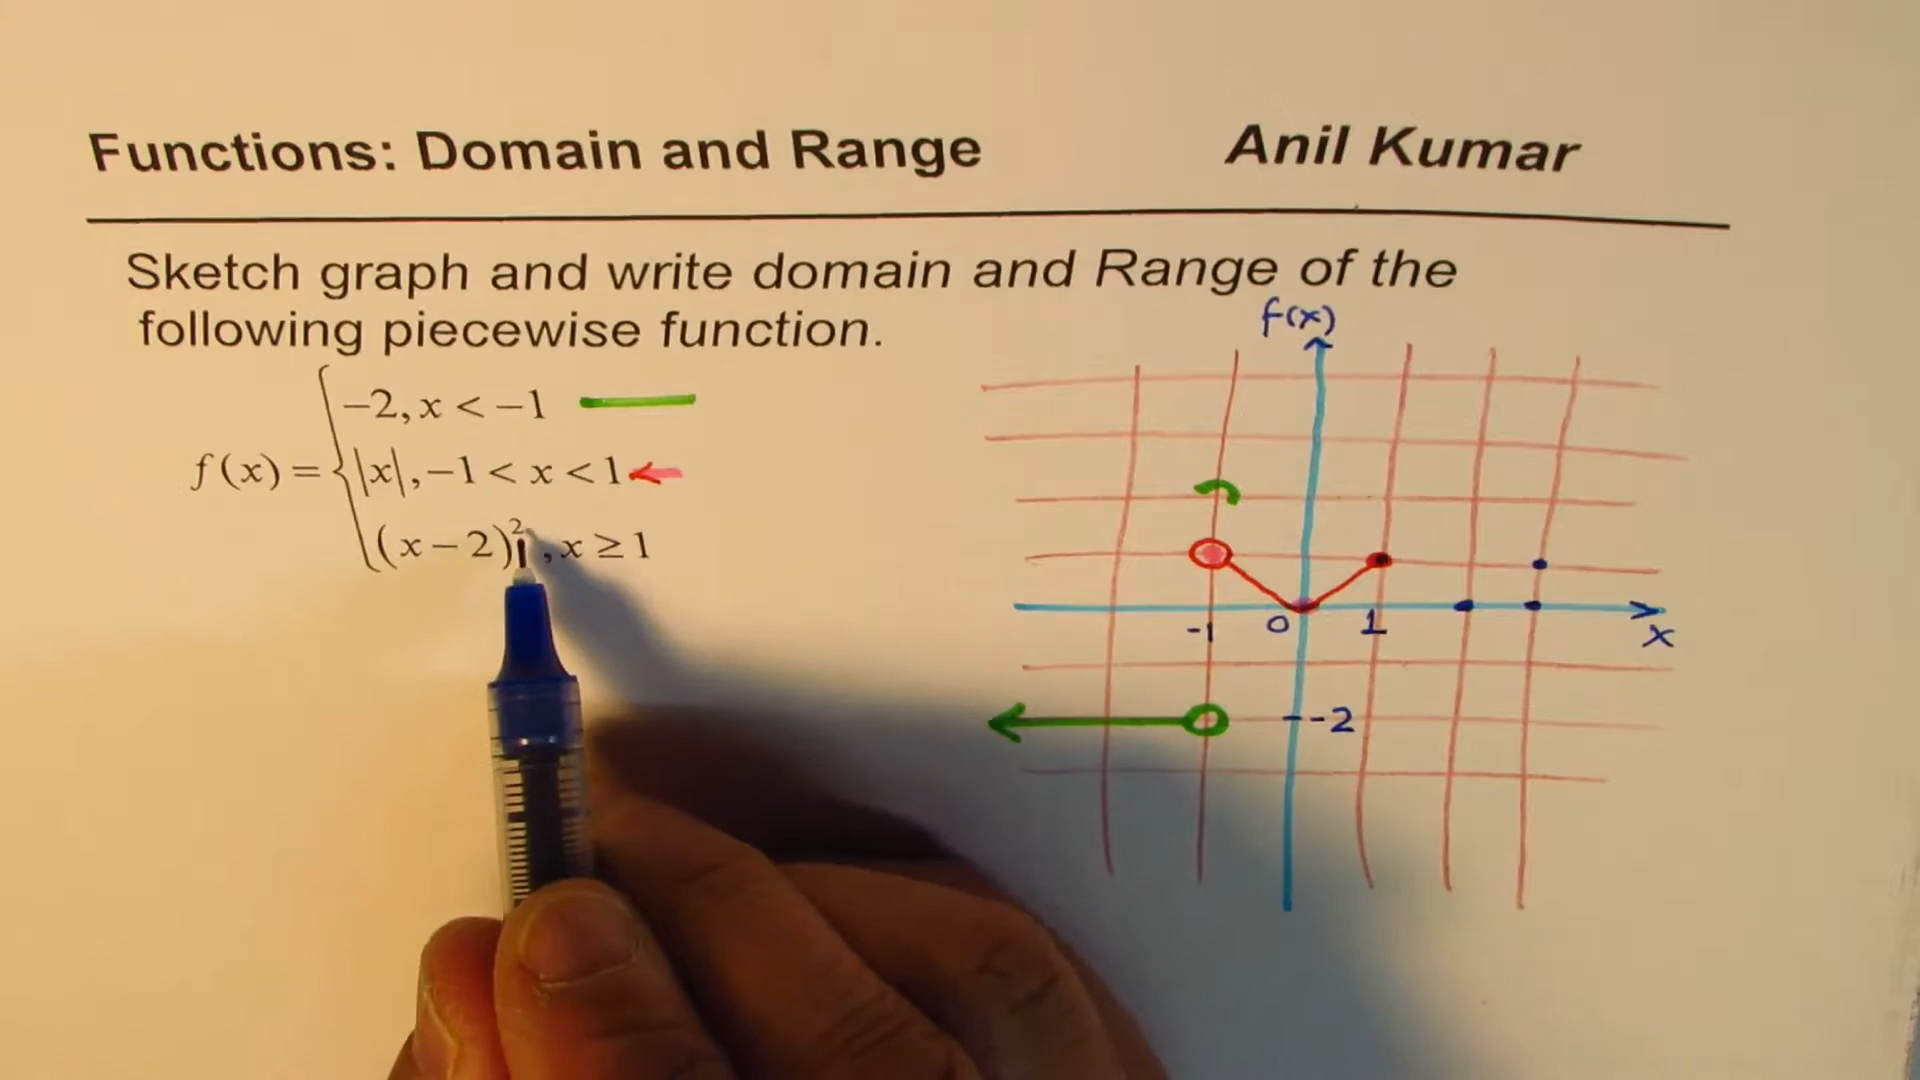 Functions: Domain and Range Anil Kumar
Sketch graph and write domain and Range of the
following piecewise function.
f(x)
-2, x < -1
f(x) = { |x|, -1 < x < 1
(x-2)², x ≥ 1
-1 0 1 x
-2